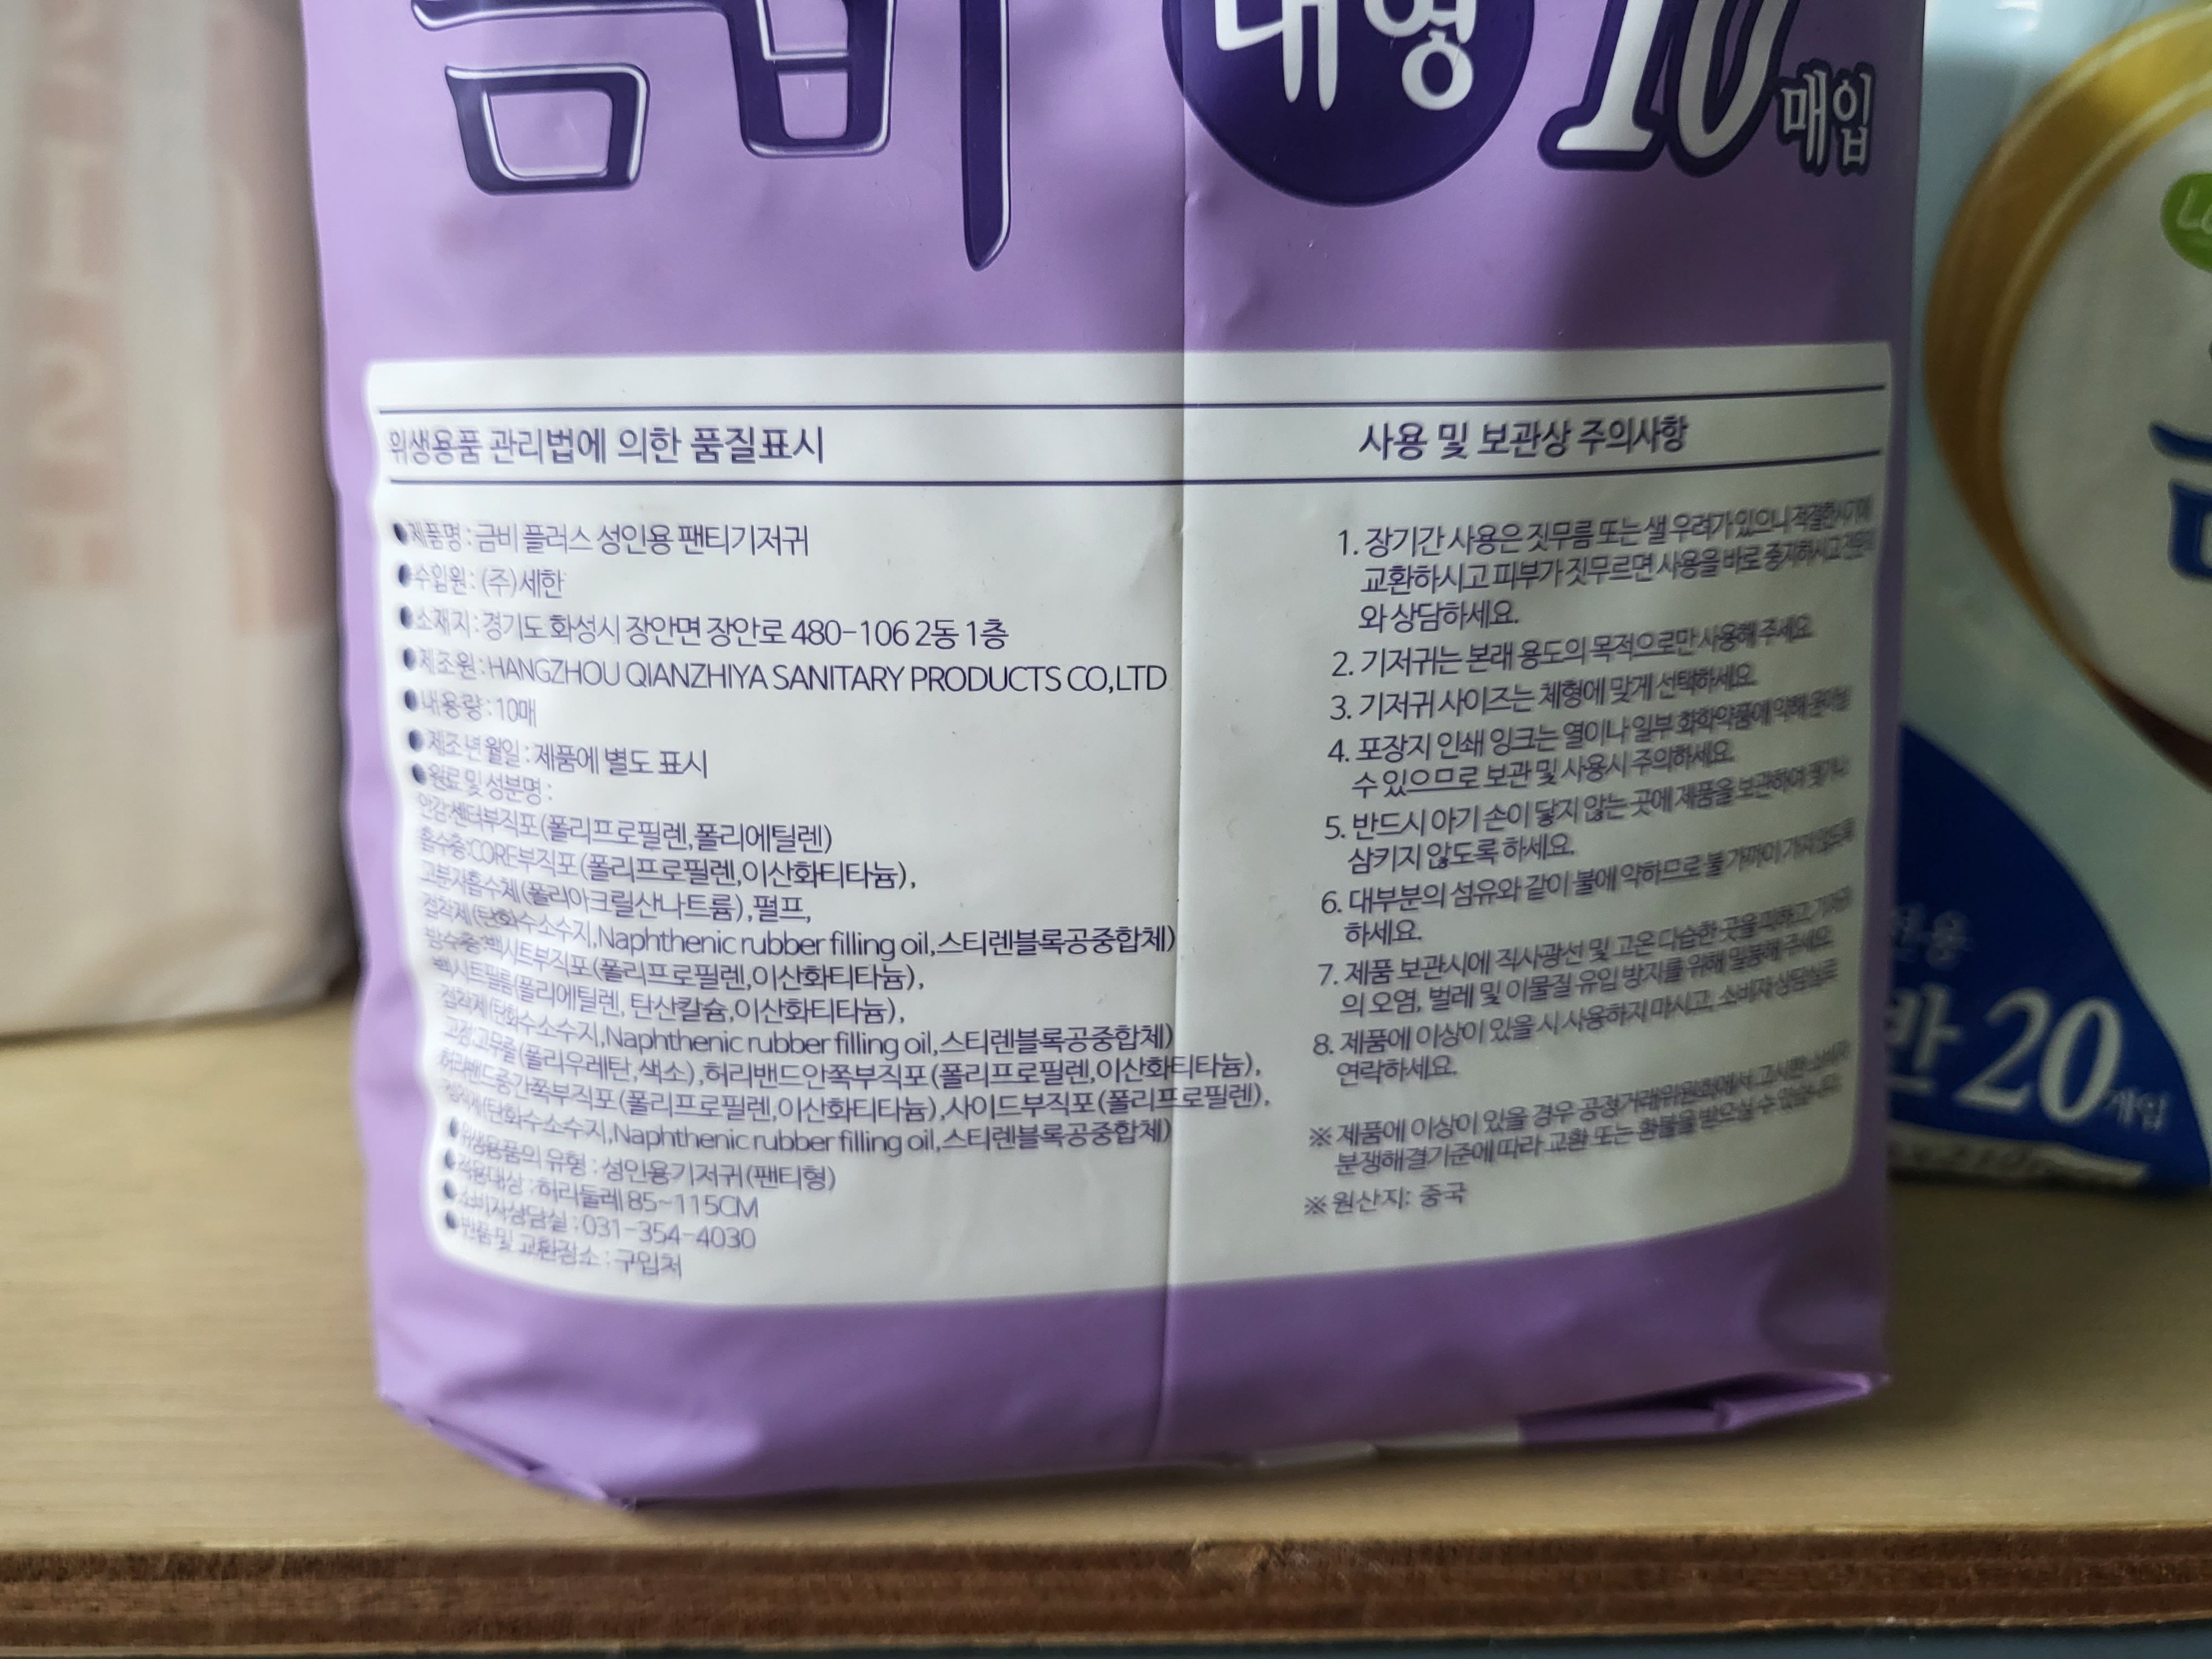 금비
대형
10
매입
위생용품 관리법에 의한 품질표시
●제품명 : 금비 플러스 성인용 팬티기저귀
●수입원 : (주)세한
●소재지 : 경기도 화성시 장안면 장안로 480-106 2동 1층
●제조원 : HANGZHOU QIANZHIYA SANITARY PRODUCTS CO,LTD
●내용량 : 10매
●제조년월일 : 제품에 별도 표시
●원료 및 성분명 :
안감:센터부직포(폴리프로필렌,폴리에틸렌)
흡수층:CORE부직포(폴리프로필렌,이산화티타늄),
고분자흡수체(폴리아크릴산나트륨),펄프,
접착제(탄화수소수지,Naphthenic rubber filling oil,스티렌블록공중합체)
방수층:백시트부직포(폴리프로필렌,이산화티타늄),
백시트필름(폴리에틸렌, 탄산칼슘,이산화티타늄),
접착제(탄화수소수지,Naphthenic rubber filling oil,스티렌블록공중합체)
고정:고무줄(폴리우레탄,색소),허리밴드안쪽부직포(폴리프로필렌,이산화티타늄),
허리밴드중간쪽부직포(폴리프로필렌,이산화티타늄),사이드부직포(폴리프로필렌),
접착제(탄화수소수지,Naphthenic rubber filling oil,스티렌블록공중합체)
●위생용품의 유형 : 성인용기저귀(팬티형)
●적용대상 : 허리둘레 85~115CM
●소비자상담실 : 031-354-4030
●반품 및 교환장소 : 구입처
사용 및 보관상 주의사항
1. 장기간 사용은 짓무름 또는 샐 우려가 있으니 적절한 시기에
교환하시고 피부가 짓무르면 사용을 바로 중지하시고
와 상담하세요.
2. 기저귀는 본래 용도의 목적으로만 사용해 주세요.
3. 기저귀 사이즈는 체형에 맞게 선택하세요.
4. 포장지 인쇄 잉크는 열이나 일부 화학약품에 약해
수 있으므로 보관 및 사용시 주의하세요.
5. 반드시 아기 손이 닿지 않는 곳에 제품을 보관하여
삼키지 않도록 하세요.
6. 대부분의 섬유와 같이 불에 약하므로 불 가까이 가지 않도록
하세요.
7. 제품 보관시에 직사광선 및 고온 다습한 곳을 피하고,
의 오염, 벌레 및 이물질 유입 방지를 위해 밀봉해 주세요.
8. 제품에 이상이 있을 시 사용하지 마시고, 소비자상담실로
연락하세요.
※ 제품에 이상이 있을 경우 공정거래위원회에서 고시한 소비자
분쟁해결기준에 따라 교환 또는 환불을 받으실 수 있습니다.
※ 원산지: 중국
20
개입